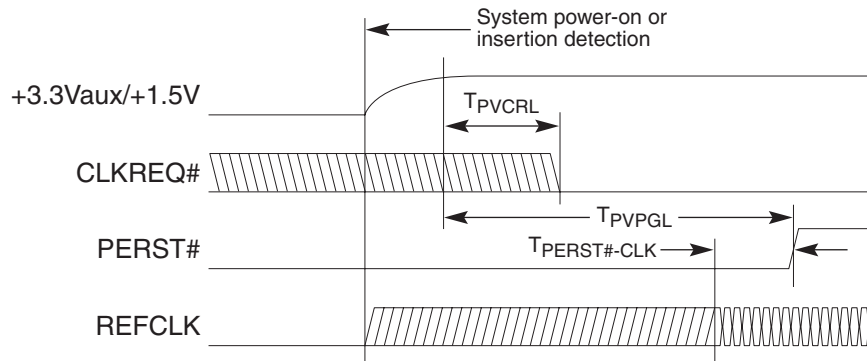 System power-on or
insertion detection
+3.3Vaux/+1.5V
TPVCRL
CLKREQ#
TPVPGL
PERST#
TPERST#-CLK
REFCLK